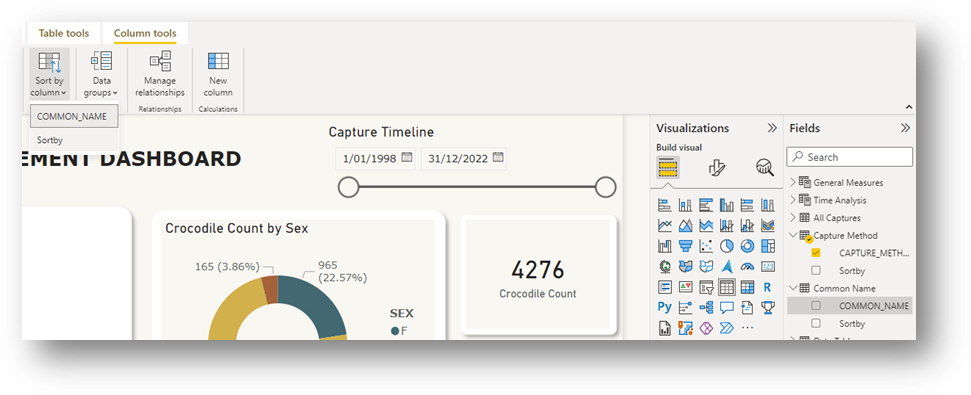 Table tools
Column tools
Sort by
column
Data
groups
Manage
relationships
New
column
Relationships
Calculations
COMMON_NAME
Sortby
EMENT DASHBOARD
Capture Timeline
1/01/1998
31/12/2022
Crocodile Count by Sex
165 (3.86%)
965
(22.57%)
SEX
F
4276
Crocodile Count
Visualizations
Build visual
R
Py
123
...
Fields
Search
General Measures
Time Analysis
All Captures
Capture Method
CAPTURE_METH...
Sortby
Common Name
COMMON_NAME
Sortby